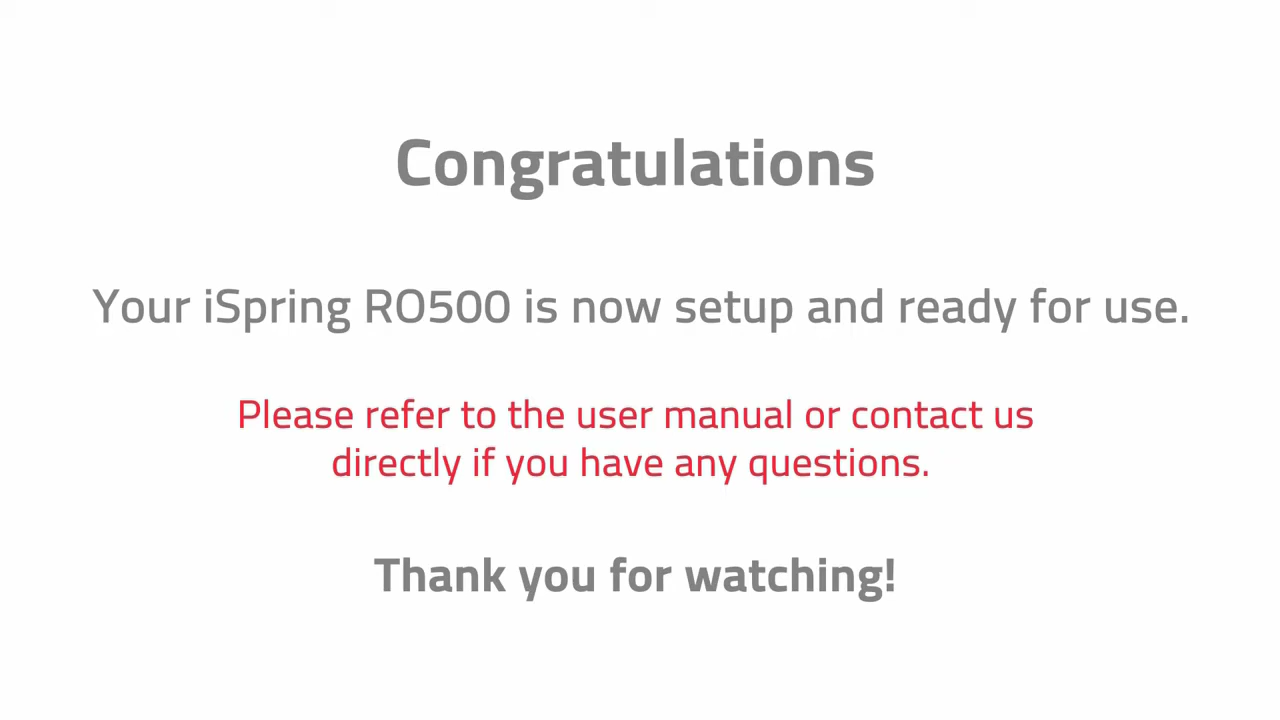 Congratulations
Your iSpring RO500 is now setup and ready for use.
Please refer to the user manual or contact us
directly if you have any questions.
Thank you for watching!